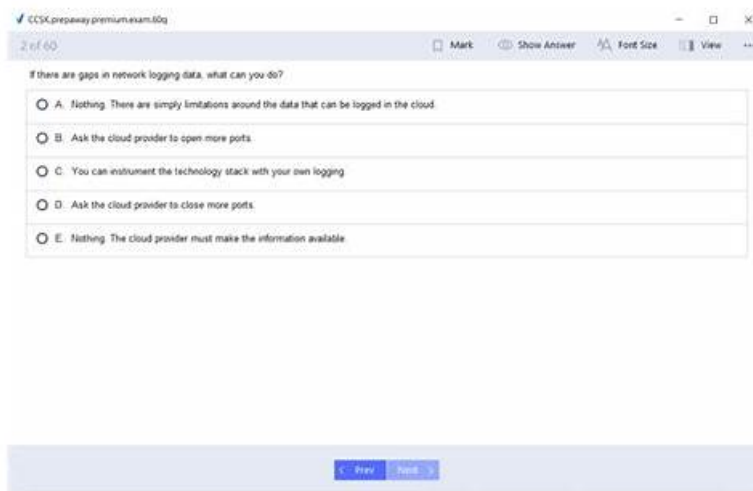 CCSK.prepaway.premium.exam.60q
2 of 60
Mark
Show Answer
Font Size
View
If there are gaps in network logging data, what can you do?
A. Nothing. There are simply limitations around the data that can be logged in the cloud.
B. Ask the cloud provider to open more ports.
C. You can instrument the technology stack with your own logging.
D. Ask the cloud provider to close more ports.
E. Nothing. The cloud provider must make the information available.
Prev
Next